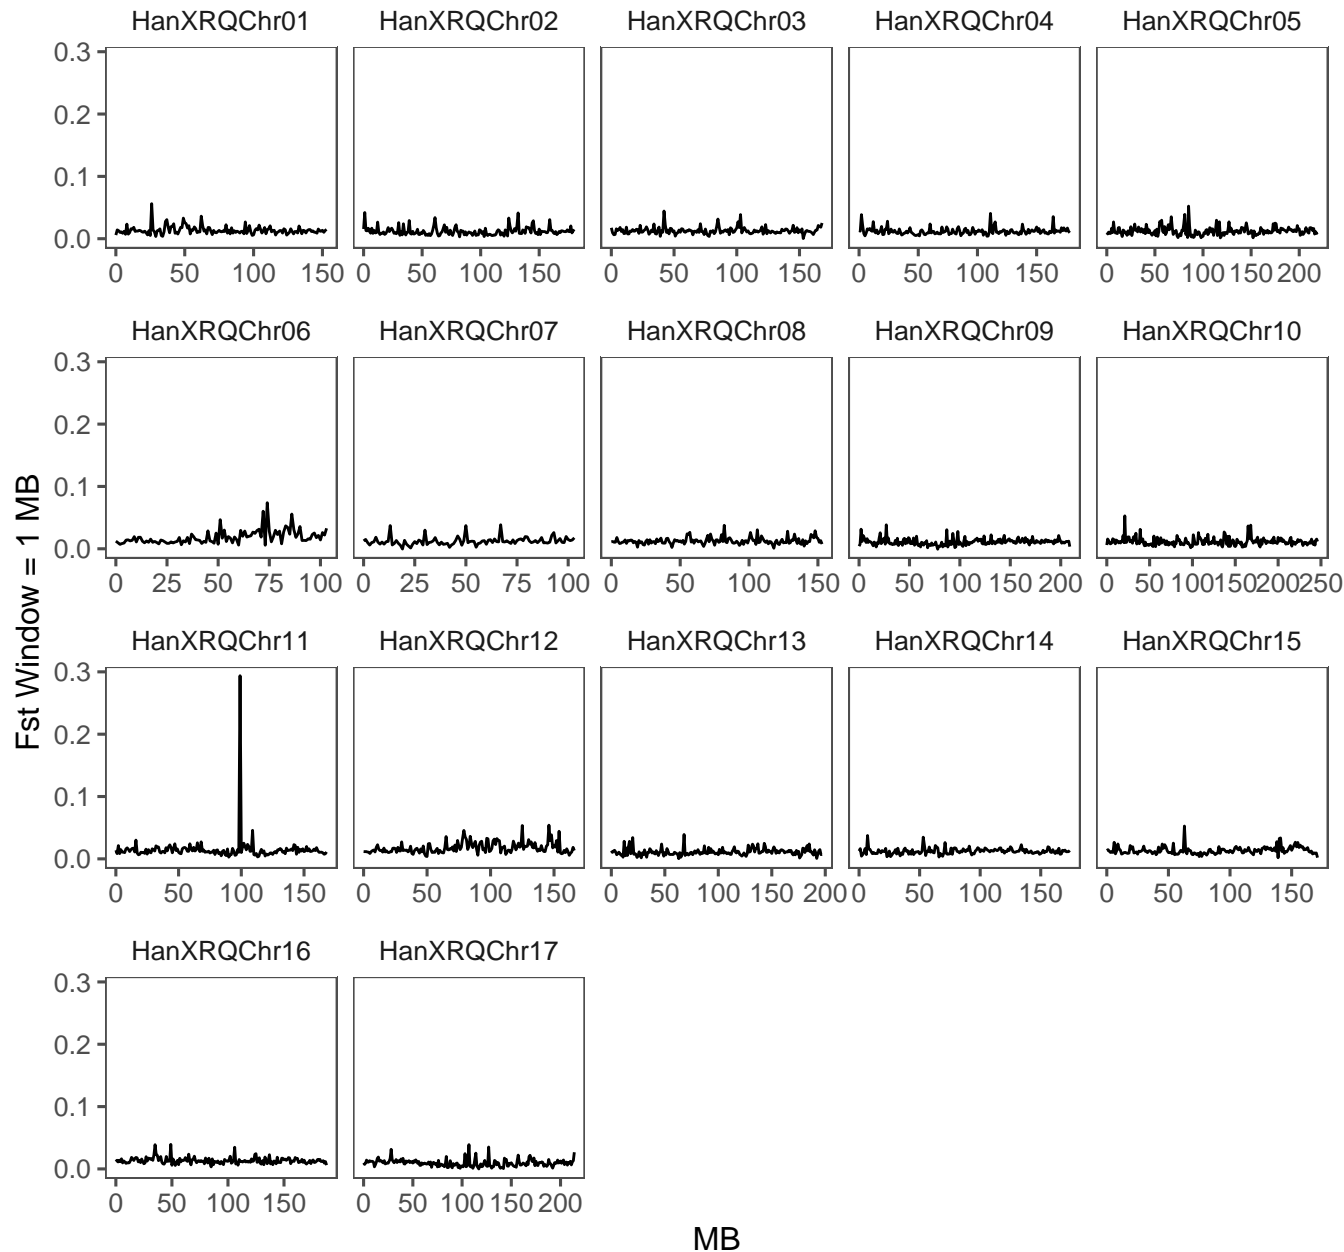 HanXRQChr01 HanXRQChr02 HanXRQChr03 HanXRQChr04 HanXRQChr05
0.3
0.2
0.1
0.0
0 50 100 150 0 50 100 150 0 50 100 150 0 50 100 150 0 50 100 150 200
HanXRQChr06 HanXRQChr07 HanXRQChr08 HanXRQChr09 HanXRQChr10
0.3
0.2
0.1
0.0
0 25 50 75 100 0 25 50 75 100 0 50 100 150 0 50 100 150 200 0 50 100 150 200 250
Fst Window = 1 MB
HanXRQChr11 HanXRQChr12 HanXRQChr13 HanXRQChr14 HanXRQChr15
0.3
0.2
0.1
0.0
0 50 100 150 0 50 100 150 0 50 100 150 200 0 50 100 150 0 50 100 150
HanXRQChr16 HanXRQChr17
0.3
0.2
0.1
0.0
0 50 100 150 0 50 100 150 200
MB